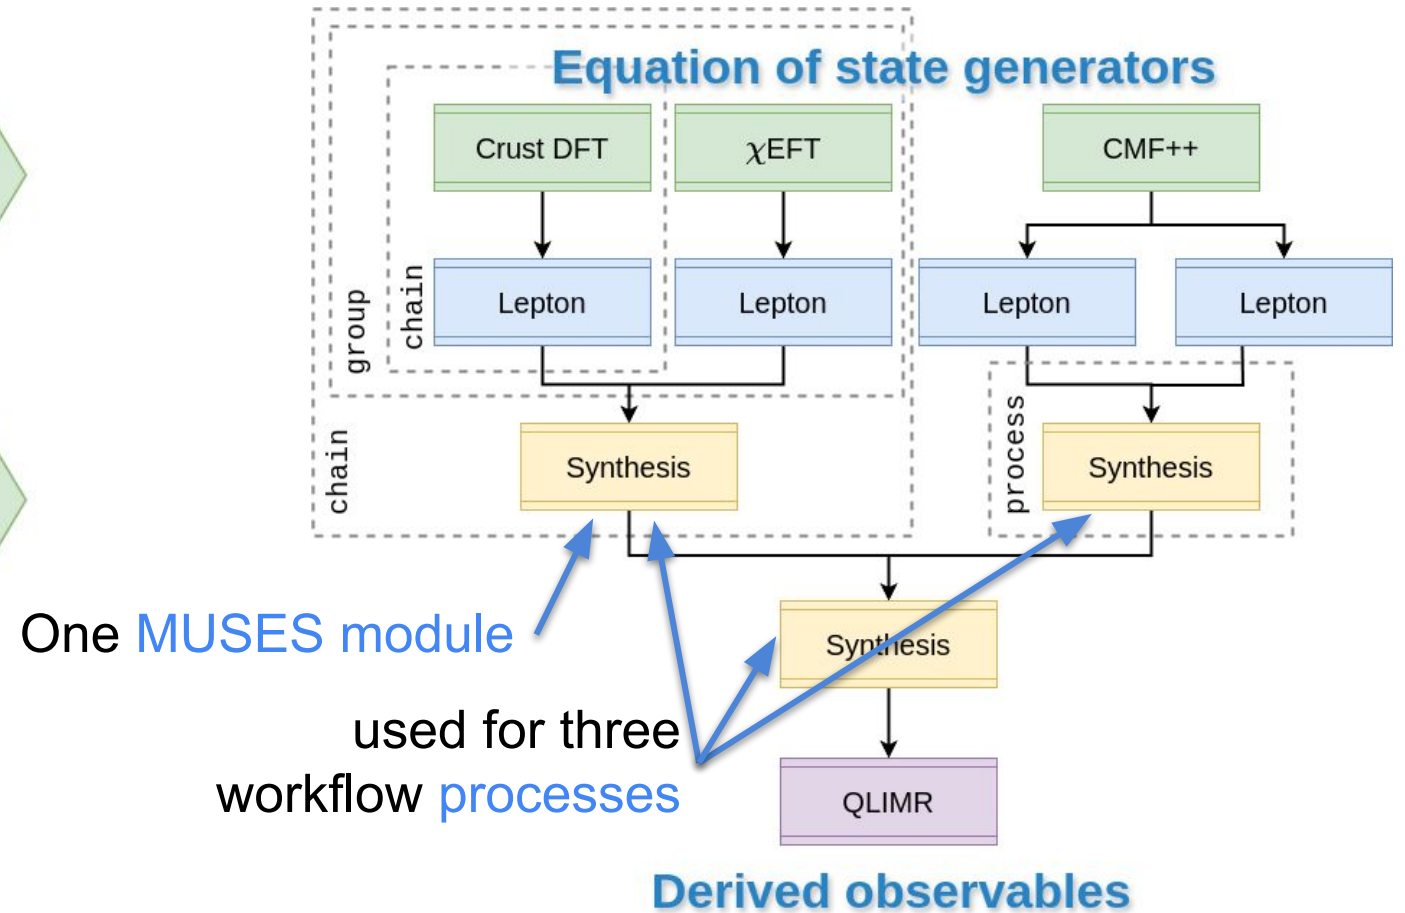 Equation of state generators
Crust DFT
χEFT
CMF++
Lepton
Lepton
Lepton
Lepton
group
chain
chain
process
Synthesis
Synthesis
One MUSES module
Synthesis
used for three
workflow processes
QLIMR
Derived observables